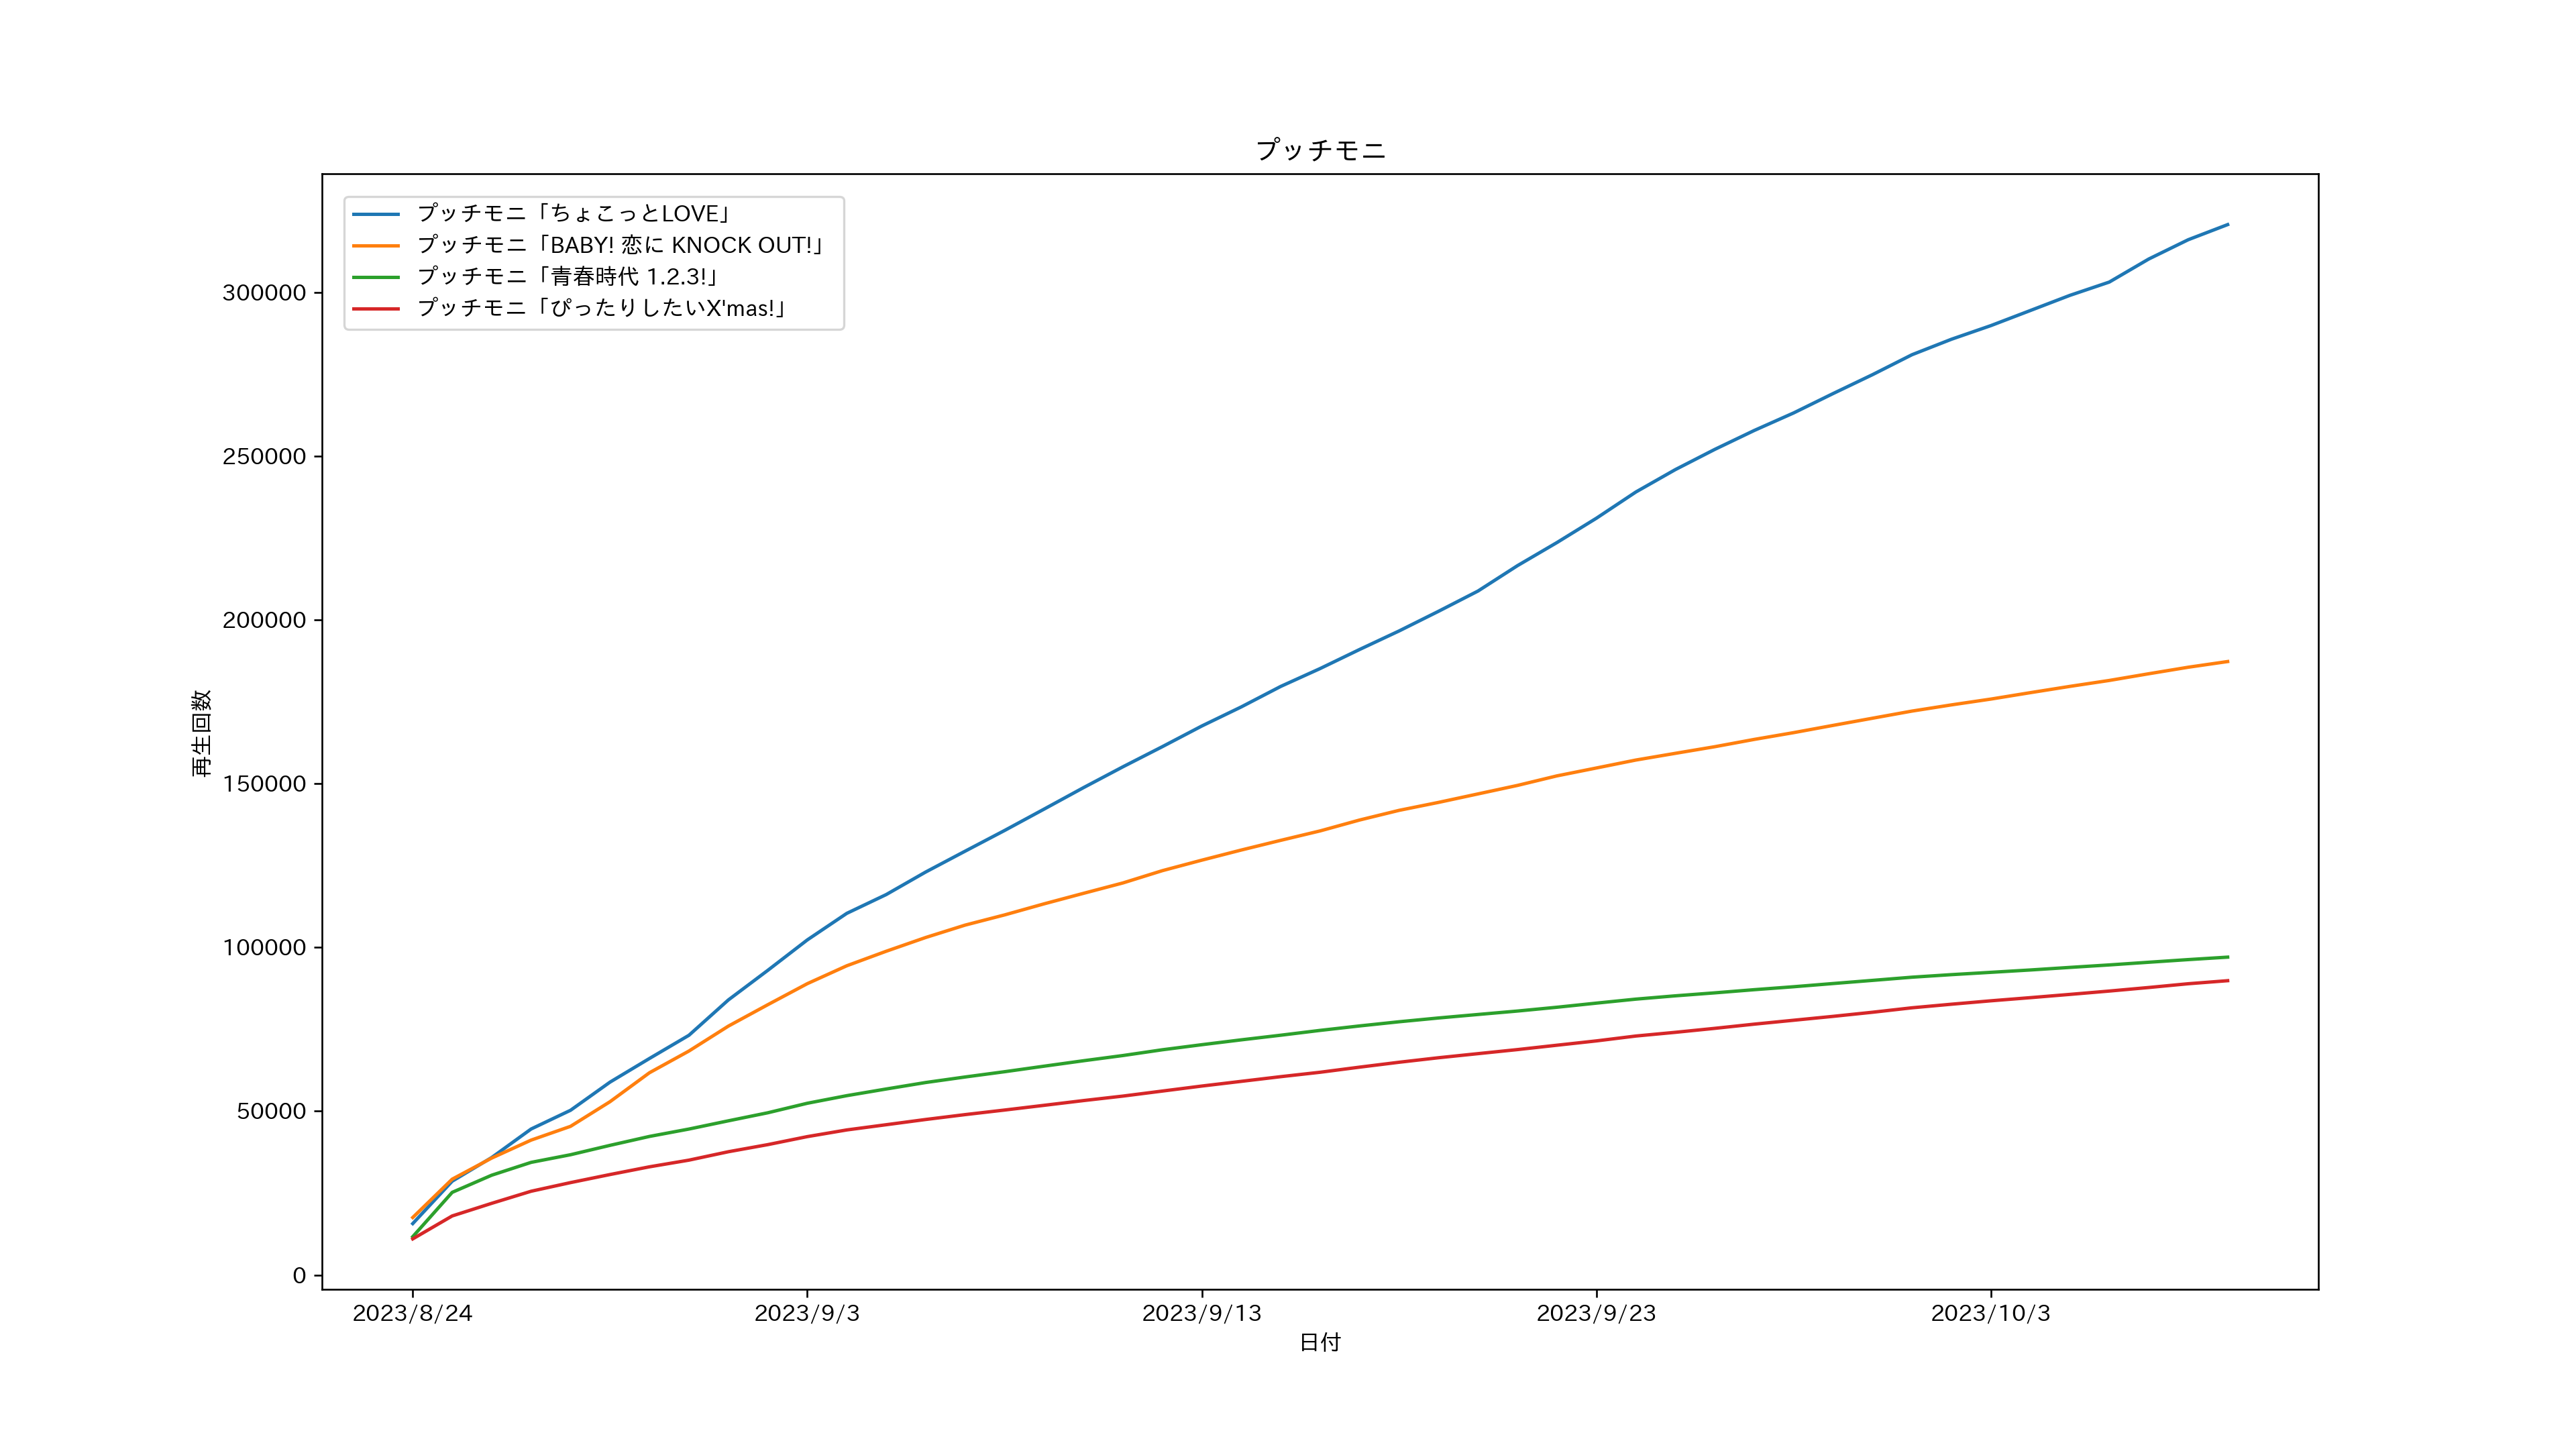 プッチモニ
プッチモニ「ちょこっとLOVE」
プッチモニ「BABY! 恋に KNOCK OUT!」
プッチモニ「青春時代 1.2.3!」
プッチモニ「ぴったりしたいX'mas!」
300000
250000
200000
150000
100000
50000
0
再生回数
2023/8/24
2023/9/3
2023/9/13
2023/9/23
2023/10/3
日付